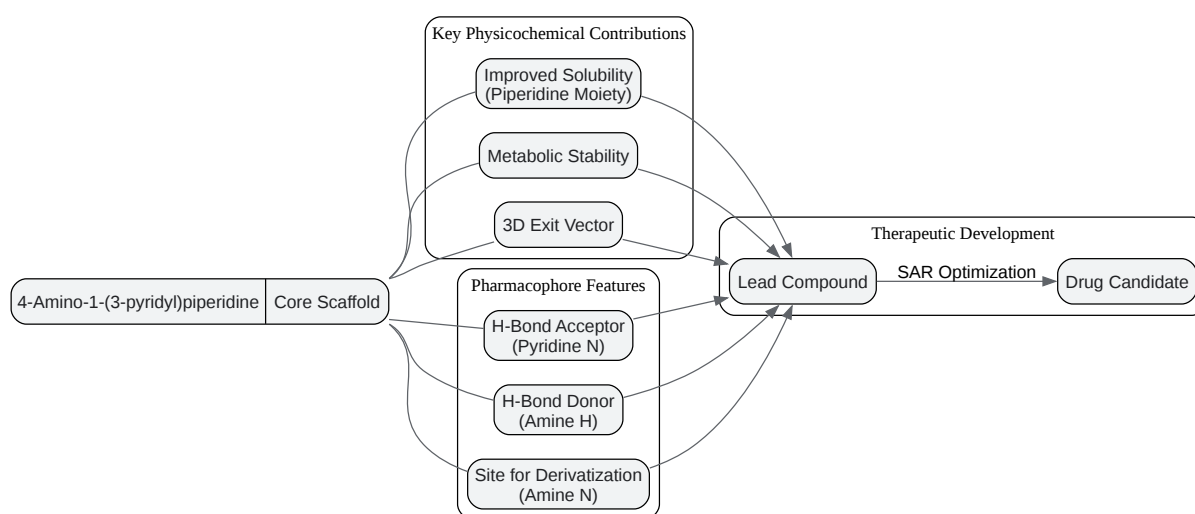 Key Physicochemical Contributions
Improved Solubility
(Piperidine Moiety)
Metabolic Stability
3D Exit Vector
4-Amino-1-(3-pyridyl)piperidine
Core Scaffold
Pharmacophore Features
H-Bond Acceptor
(Pyridine N)
H-Bond Donor
(Amine H)
Site for Derivatization
(Amine N)
Therapeutic Development
Lead Compound
SAR Optimization
Drug Candidate